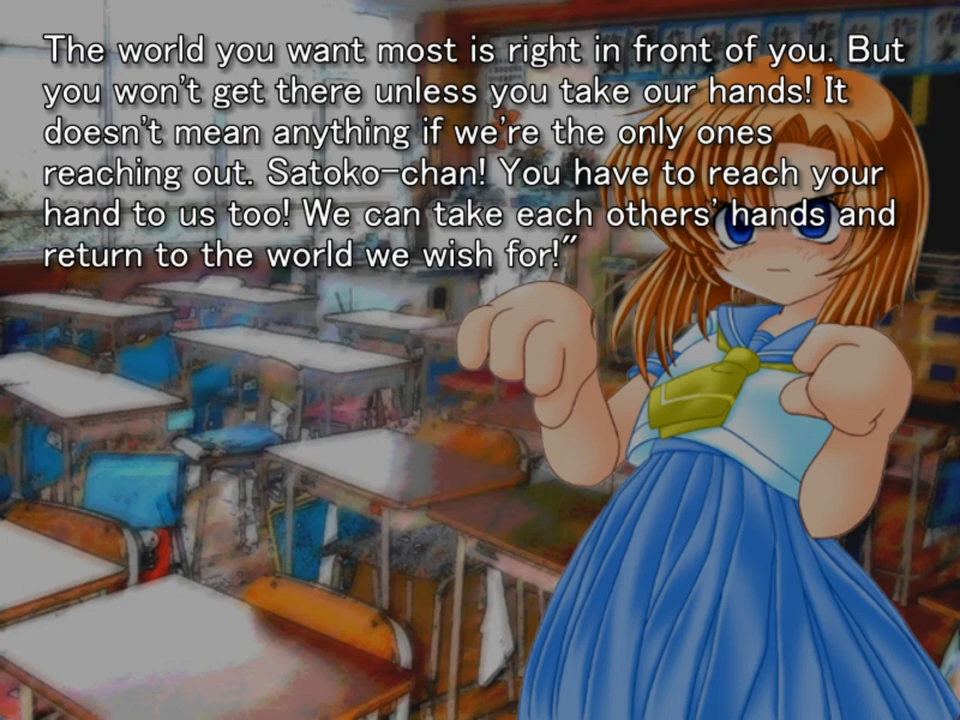 The world you want most is right in front of you. But
you won't get there unless you take our hands! It
doesn't mean anything if we're the only ones
reaching out. Satoko-chan! You have to reach your
hand to us too! We can take each others' hands and
return to the world we wish for!"